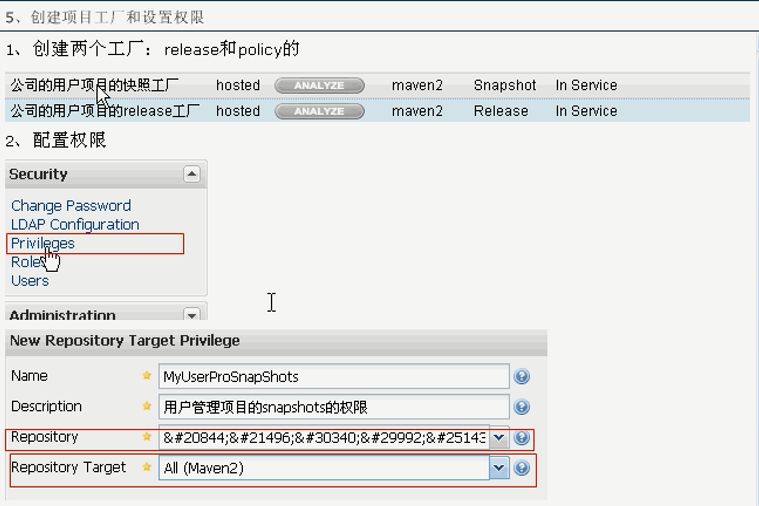 5、创建项目工厂和设置权限
1、创建两个工厂：release和policy的
公司的用户项目的快照工厂 hosted ANALYZE maven2 Snapshot In Service
公司的用户项目的release工厂 hosted ANALYZE maven2 Release In Service
2、配置权限
Security
Change Password
LDAP Configuration
Privileges
Roles
Users
Administration
New Repository Target Privilege
Name MyUserProSnapShots
Description 用户管理项目的snapshots的权限
Repository &#20844;&#21496;&#30340;&#29992;&#25143
Repository Target All (Maven2)